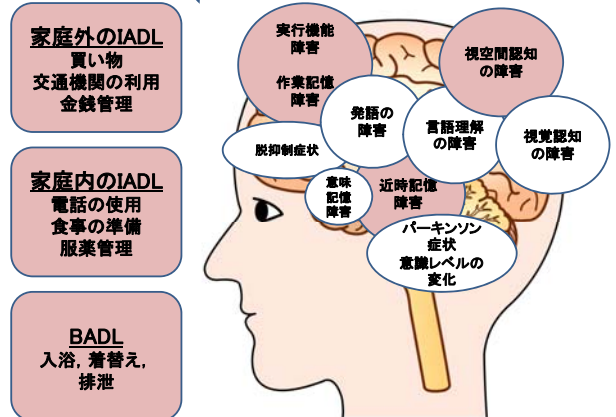 家庭外のIADL
買い物
交通機関の利用
金銭管理
家庭内のIADL
電話の使用
食事の準備
服薬管理
BADL
入浴, 着替え,
排泄
実行機能
障害
作業記憶
障害
視空間認知
の障害
発語の
障害
言語理解
の障害
視覚認知
の障害
脱抑制症状
意味
記憶
障害
近時記憶
障害
パーキンソン
症状
意識レベルの
変化